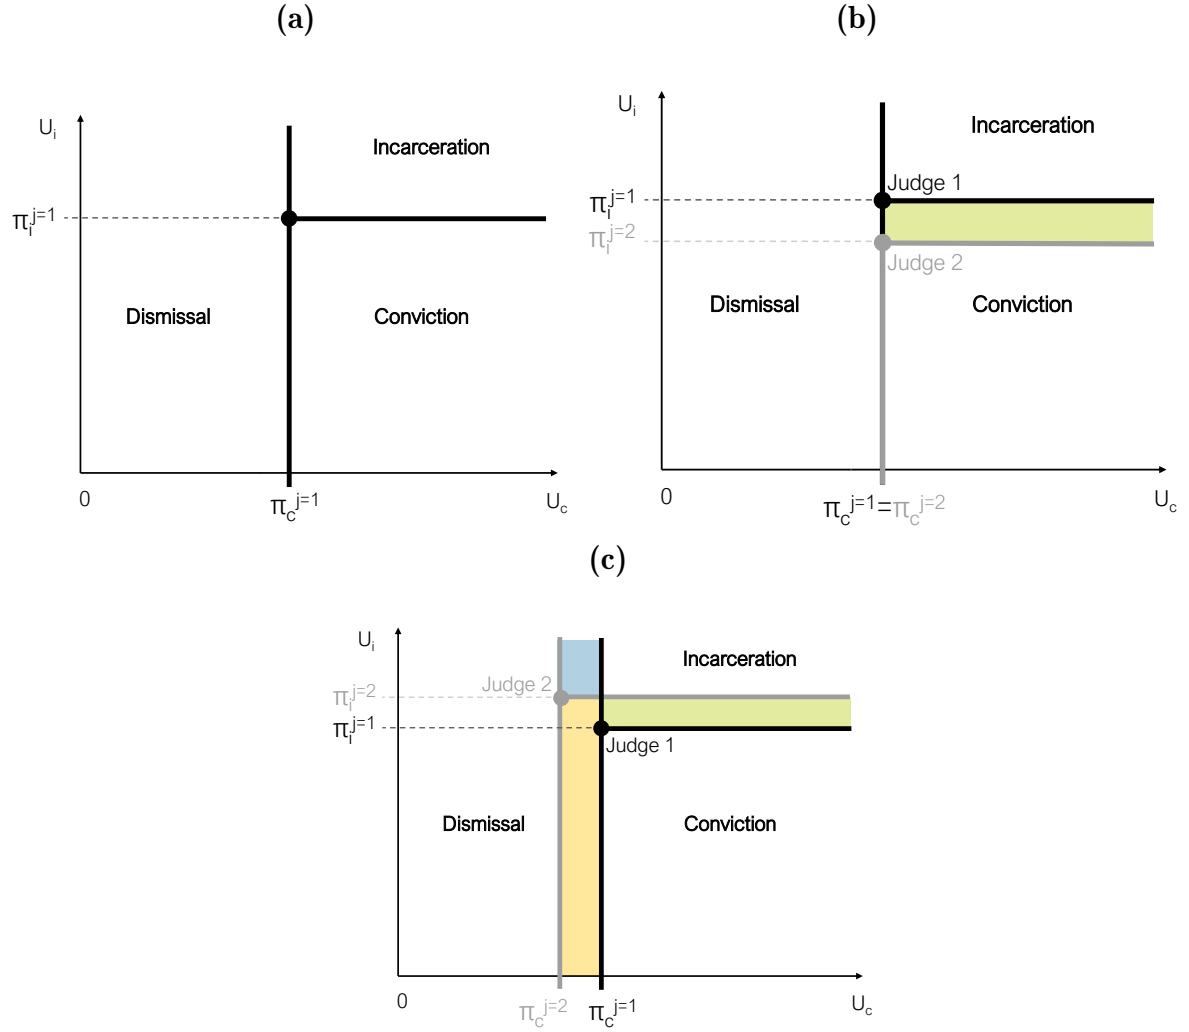 (a)
U_i
Incarceration
π_i^{j=1}
Dismissal
Conviction
0
π_c^{j=1}
U_c
(b)
U_i
Incarceration
Judge 1
π_i^{j=1}
π_i^{j=2}
Judge 2
Dismissal
Conviction
0
π_c^{j=1}=π_c^{j=2}
U_c
(c)
U_i
Incarceration
Judge 2
π_i^{j=2}
π_i^{j=1}
Judge 1
Dismissal
Conviction
0
π_c^{j=2}
π_c^{j=1}
U_c